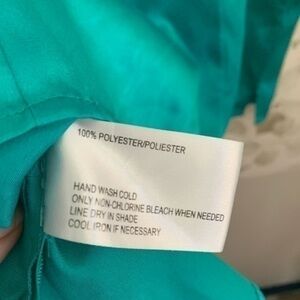 100% POLYESTER/POLIESTER
HAND WASH COLD
ONLY NON-CHLORINE BLEACH WHEN NEEDED
LINE DRY IN SHADE
COOL IRON IF NECESSARY